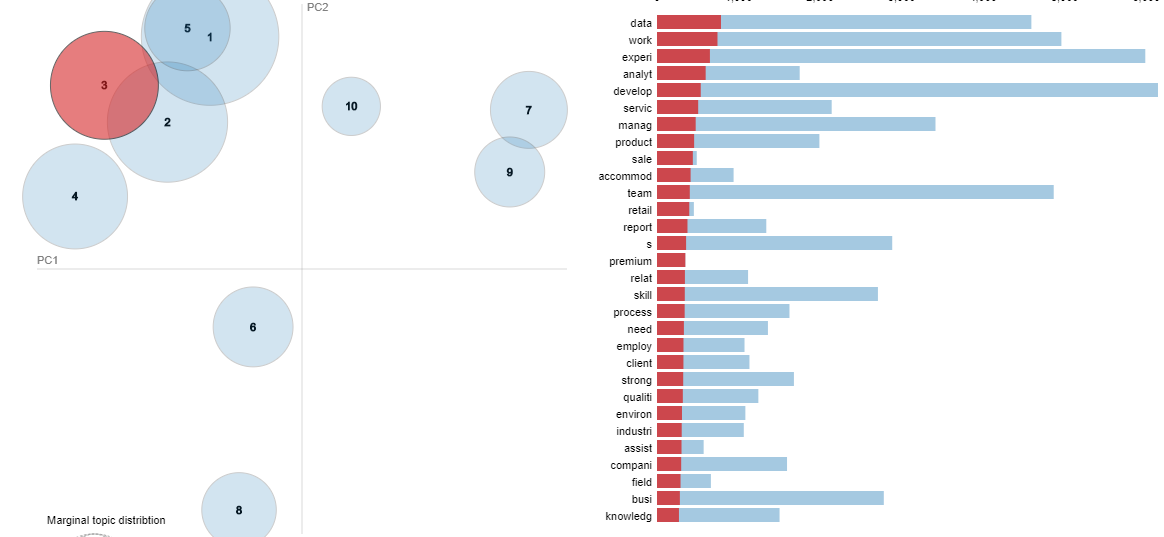 PC2
5
1
3
2
10
7
9
4
PC1
6
8
Marginal topic distribtion
data
work
experi
analyt
develop
servic
manag
product
sale
accommod
team
retail
report
s
premium
relat
skill
process
need
employ
client
strong
qualiti
environ
industri
assist
compani
field
busi
knowledg